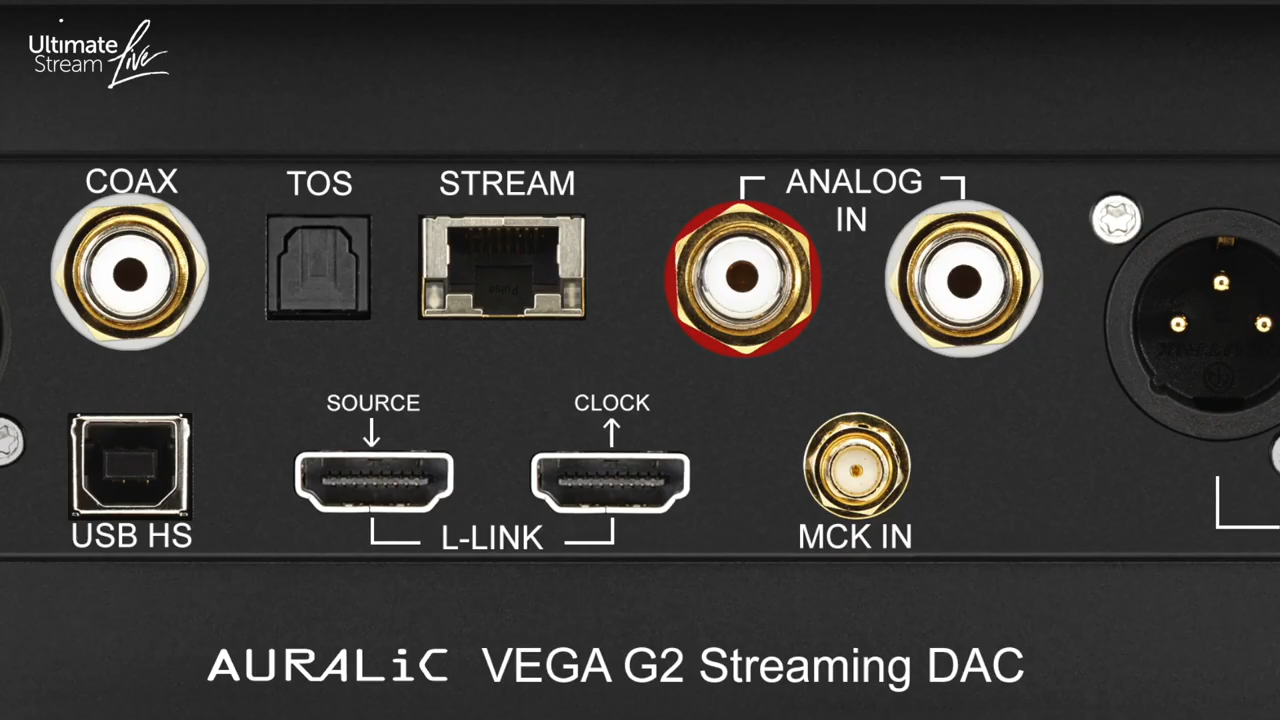 Ultimate
Stream Live
COAX
TOS
STREAM
ANALOG
IN
Pulse
SOURCE
CLOCK
USB HS
L-LINK
MCK IN
AURALiC VEGA G2 Streaming DAC